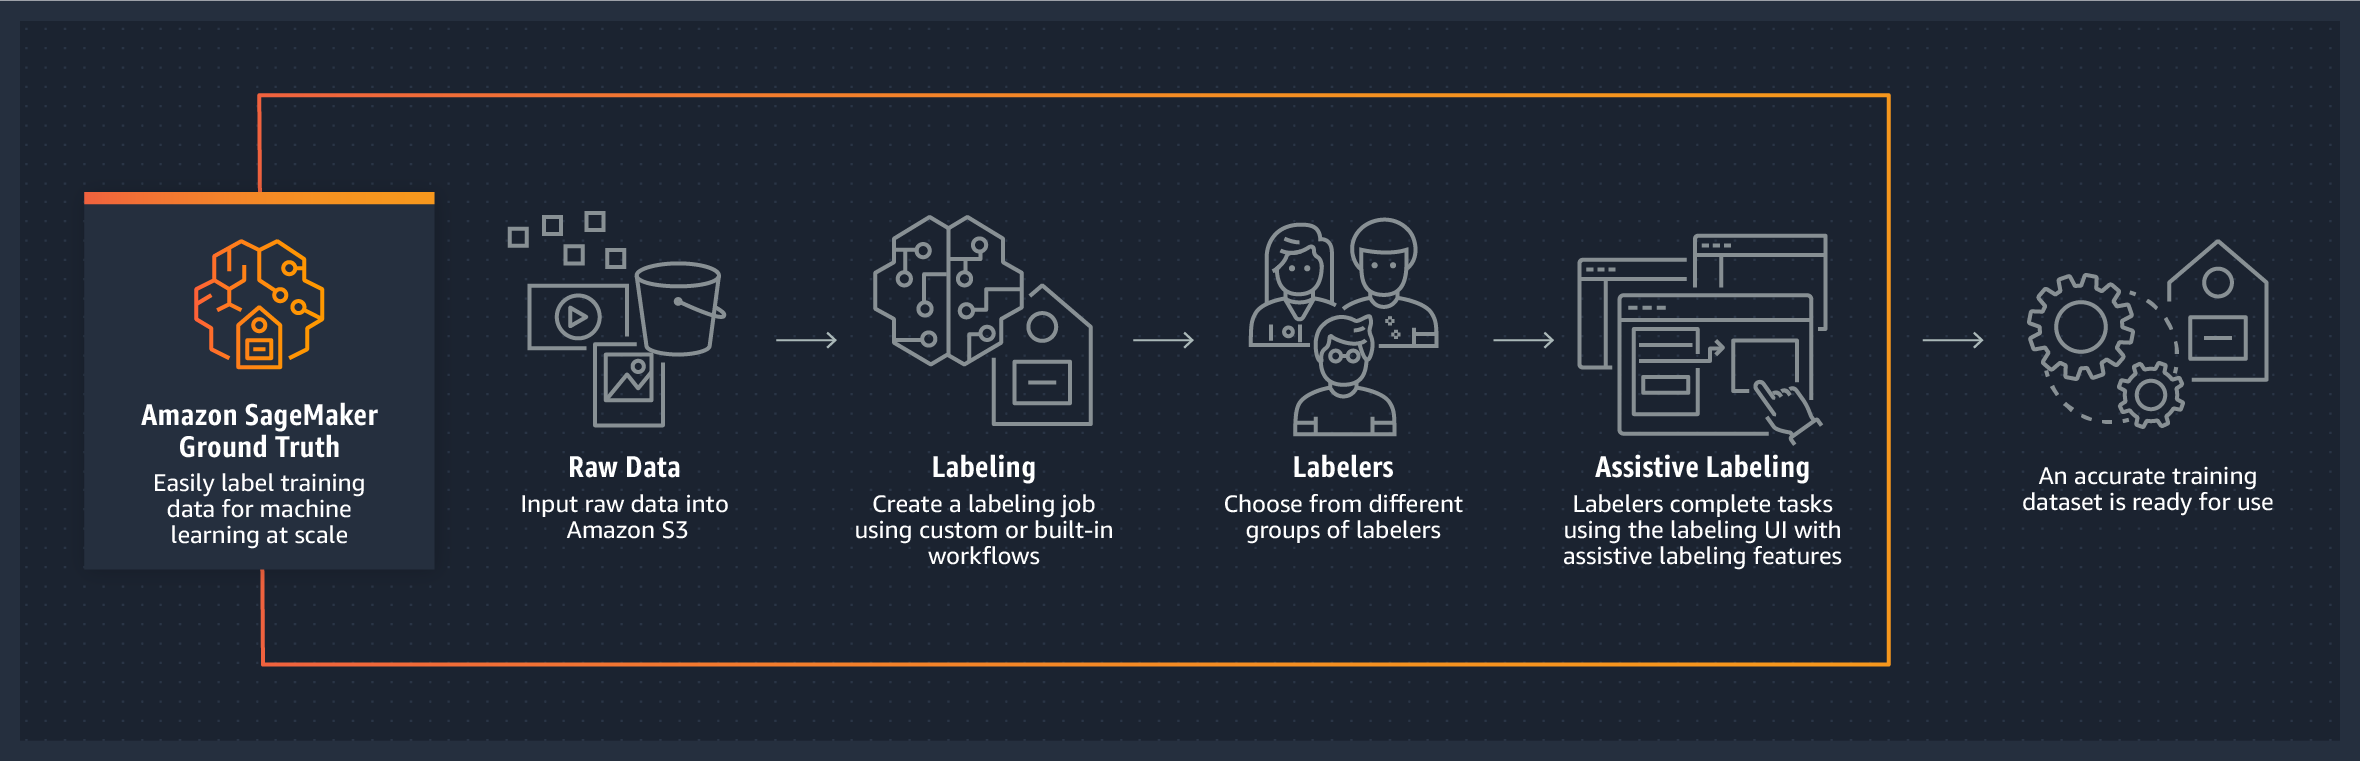 Amazon SageMaker
Ground Truth
Easily label training
data for machine
learning at scale
Raw Data
Input raw data into
Amazon S3
Labeling
Create a labeling job
using custom or built-in
workflows
Labelers
Choose from different
groups of labelers
Assistive Labeling
Labelers complete tasks
using the labeling UI with
assistive labeling features
An accurate training
dataset is ready for use